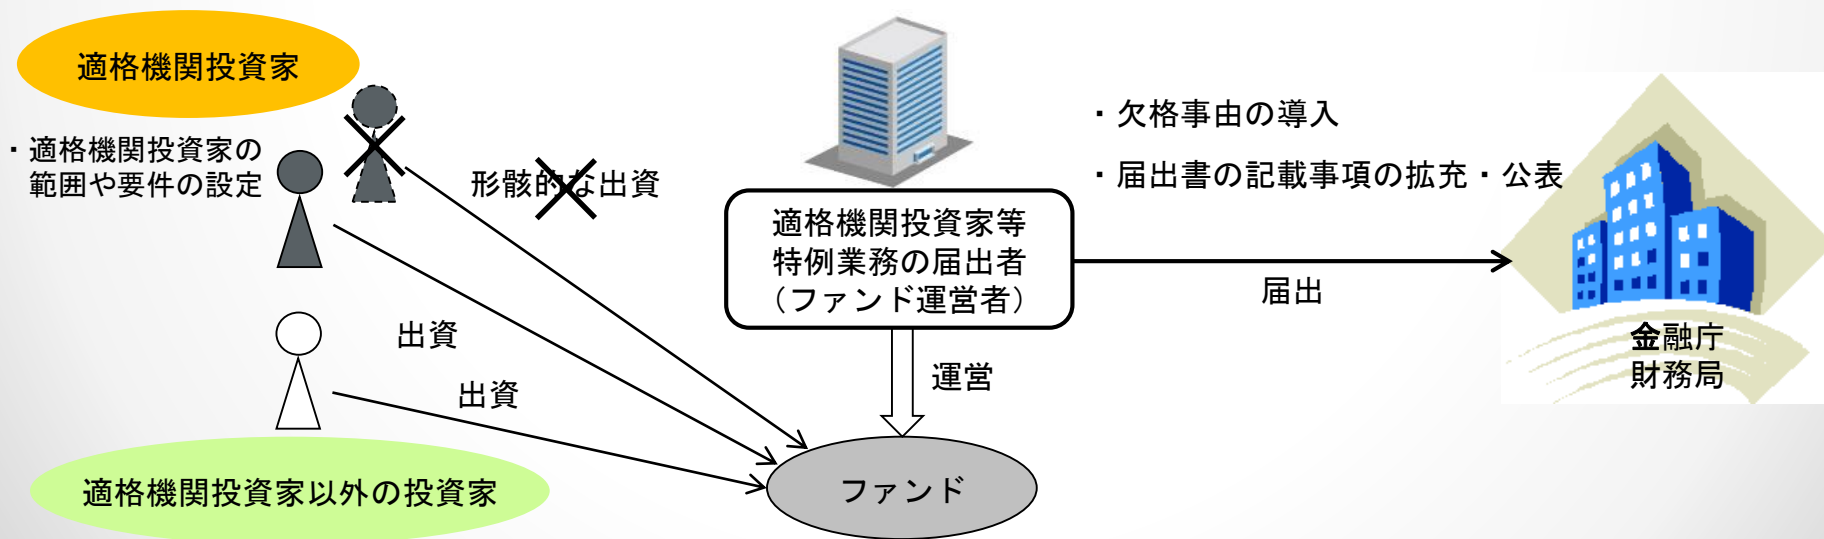 適格機関投資家
・適格機関投資家の
範囲や要件の設定
形骸的な出資
出資
出資
適格機関投資家以外の投資家
適格機関投資家等
特例業務の届出者
（ファンド運営者）
運営
ファンド
・欠格事由の導入
・届出書の記載事項の拡充・公表
届出
金融庁
財務局